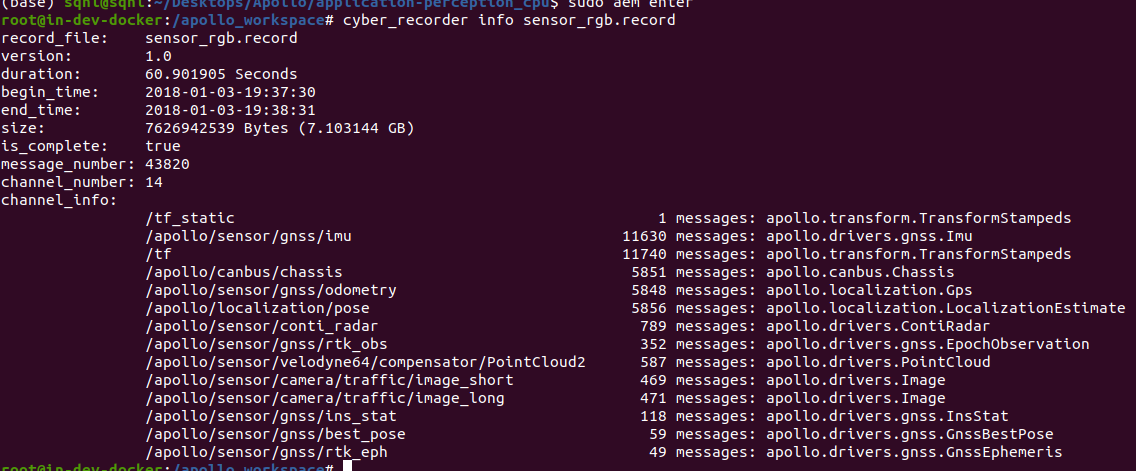 (base) sqhl@sqhl:~/Desktops/Apollo/application-perception_cpu$ sudo aem enter
root@in-dev-docker:/apollo_workspace# cyber_recorder info sensor_rgb.record
record_file: sensor_rgb.record
version: 1.0
duration: 60.901905 Seconds
begin_time: 2018-01-03-19:37:30
end_time: 2018-01-03-19:38:31
size: 7626942539 Bytes (7.103144 GB)
is_complete: true
message_number: 43820
channel_number: 14
channel_info:
/tf_static 1 messages: apollo.transform.TransformStampeds
/apollo/sensor/gnss/imu 11630 messages: apollo.drivers.gnss.Imu
/tf 11740 messages: apollo.transform.TransformStampeds
/apollo/canbus/chassis 5851 messages: apollo.canbus.Chassis
/apollo/sensor/gnss/odometry 5848 messages: apollo.localization.Gps
/apollo/localization/pose 5856 messages: apollo.localization.LocalizationEstimate
/apollo/sensor/conti_radar 789 messages: apollo.drivers.ContiRadar
/apollo/sensor/gnss/rtk_obs 352 messages: apollo.drivers.gnss.EpochObservation
/apollo/sensor/velodyne64/compensator/PointCloud2 587 messages: apollo.drivers.PointCloud
/apollo/sensor/camera/traffic/image_short 469 messages: apollo.drivers.Image
/apollo/sensor/camera/traffic/image_long 471 messages: apollo.drivers.Image
/apollo/sensor/gnss/ins_stat 118 messages: apollo.drivers.gnss.InsStat
/apollo/sensor/gnss/best_pose 59 messages: apollo.drivers.gnss.GnssBestPose
/apollo/sensor/gnss/rtk_eph 49 messages: apollo.drivers.gnss.GnssEphemeris
root@in-dev-docker:/apollo_workspace#